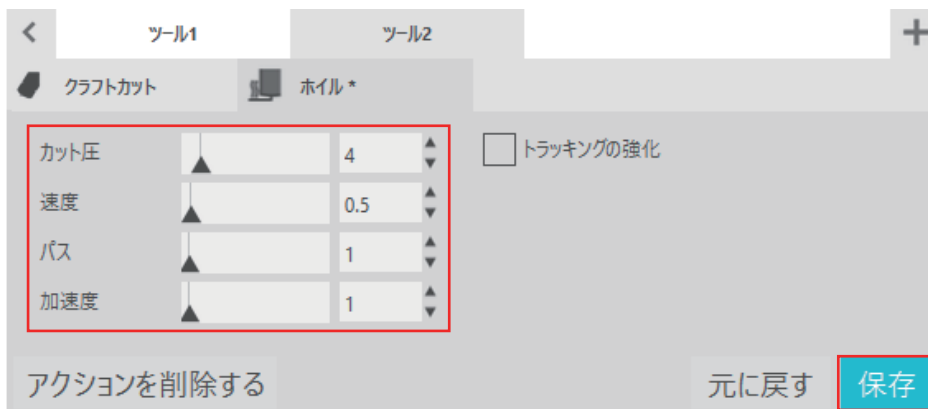 ツール1 ツール2
クラフトカット ホイル *
カット圧 4 トラッキングの強化
速度 0.5
パス 1
加速度 1
アクションを削除する 元に戻す 保存